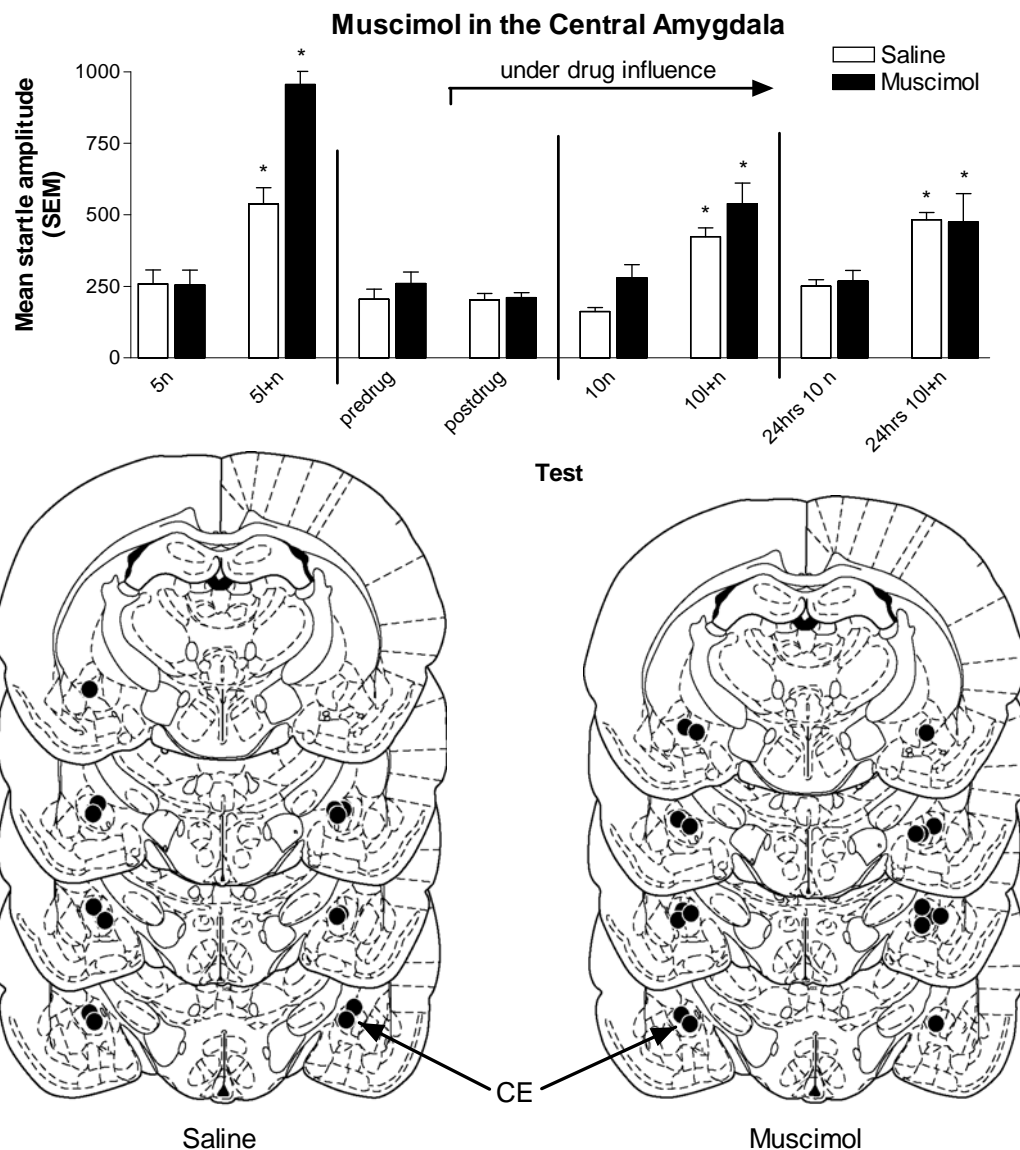 Muscimol in the Central Amygdala
Saline
Muscimol
under drug influence
Mean startle amplitude
(SEM)
1000
750
500
250
0
*
*
*
*
*
*
5n
5l+n
predrug
postdrug
10n
10l+n
24hrs 10 n
24hrs 10l+n
Test
CE
Saline
Muscimol